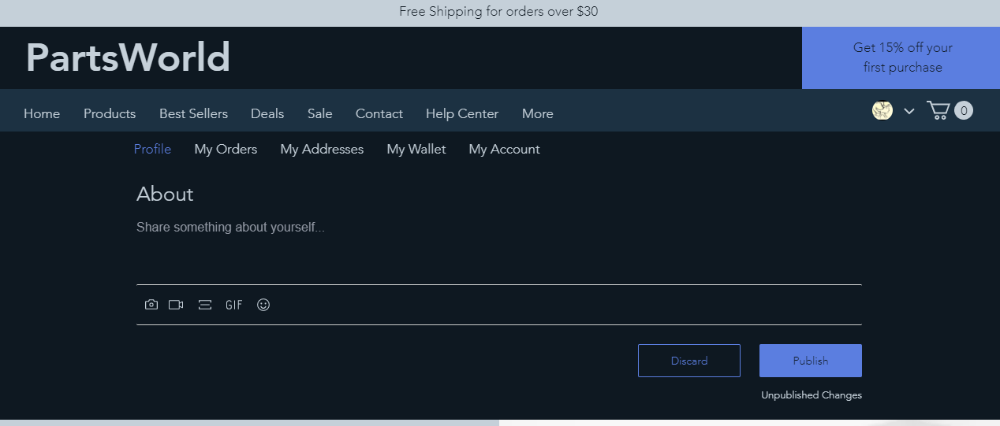 Free Shipping for orders over $30
PartsWorld
Get 15% off your
first purchase
Home Products Best Sellers Deals Sale Contact Help Center More
0
Profile My Orders My Addresses My Wallet My Account
About
Share something about yourself...
GIF
Discard Publish
Unpublished Changes